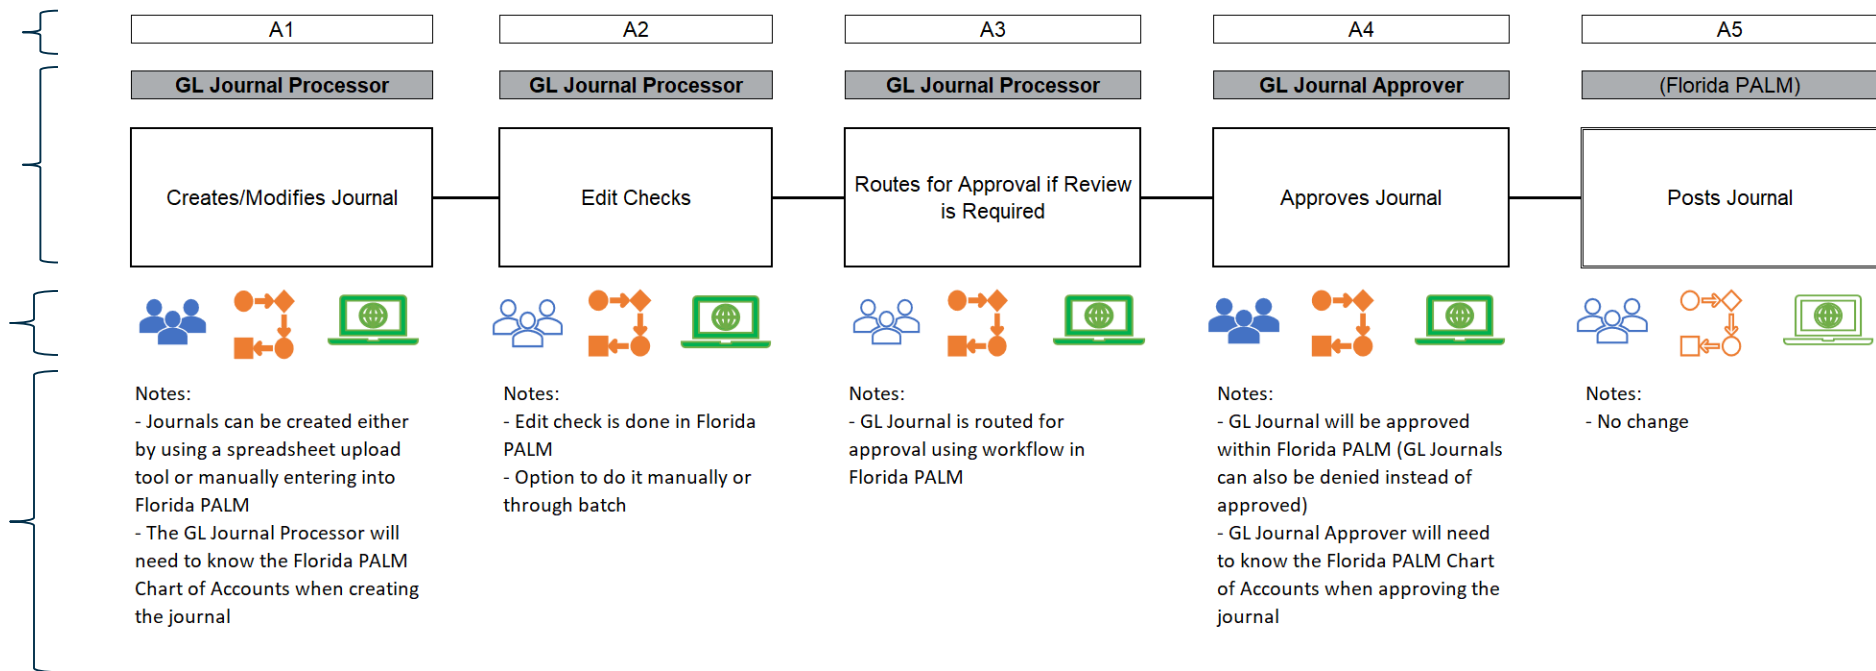 A1
A2
A3
A4
A5
GL Journal Processor
GL Journal Processor
GL Journal Processor
GL Journal Approver
(Florida PALM)
Creates/Modifies Journal
Edit Checks
Routes for Approval if Review
is Required
Approves Journal
Posts Journal
Notes:
- Journals can be created either
by using a spreadsheet upload
tool or manually entering into
Florida PALM
- The GL Journal Processor will
need to know the Florida PALM
Chart of Accounts when creating
the journal
Notes:
- Edit check is done in Florida
PALM
- Option to do it manually or
through batch
Notes:
- GL Journal is routed for
approval using workflow in
Florida PALM
Notes:
- GL Journal will be approved
within Florida PALM (GL Journals
can also be denied instead of
approved)
- GL Journal Approver will need
to know the Florida PALM Chart
of Accounts when approving the
journal
Notes:
- No change